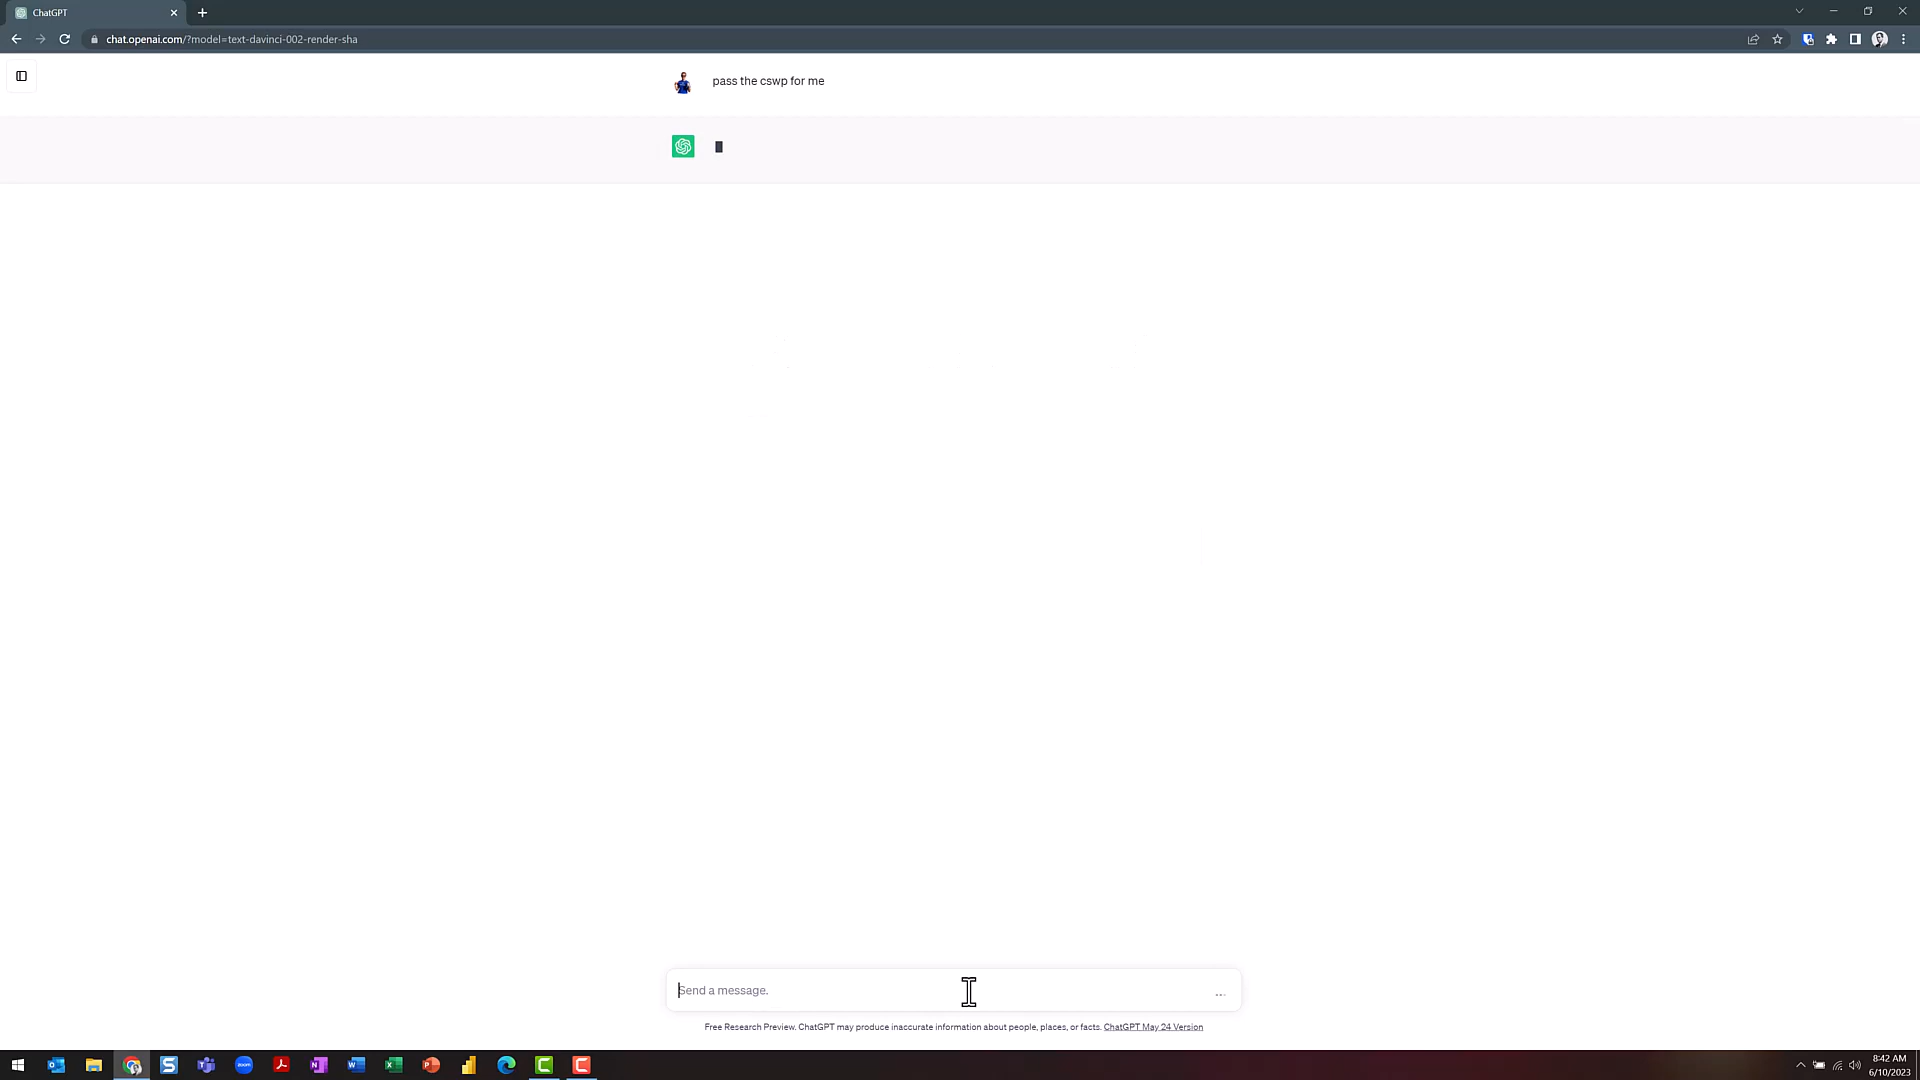 ChatGPT
chat.openai.com/?model=text-davinci-002-render-sha
pass the cswp for me
Send a message.
Free Research Preview. ChatGPT may produce inaccurate information about people, places, or facts. ChatGPT May 24 Version
zoom
8:42 AM
6/10/2023